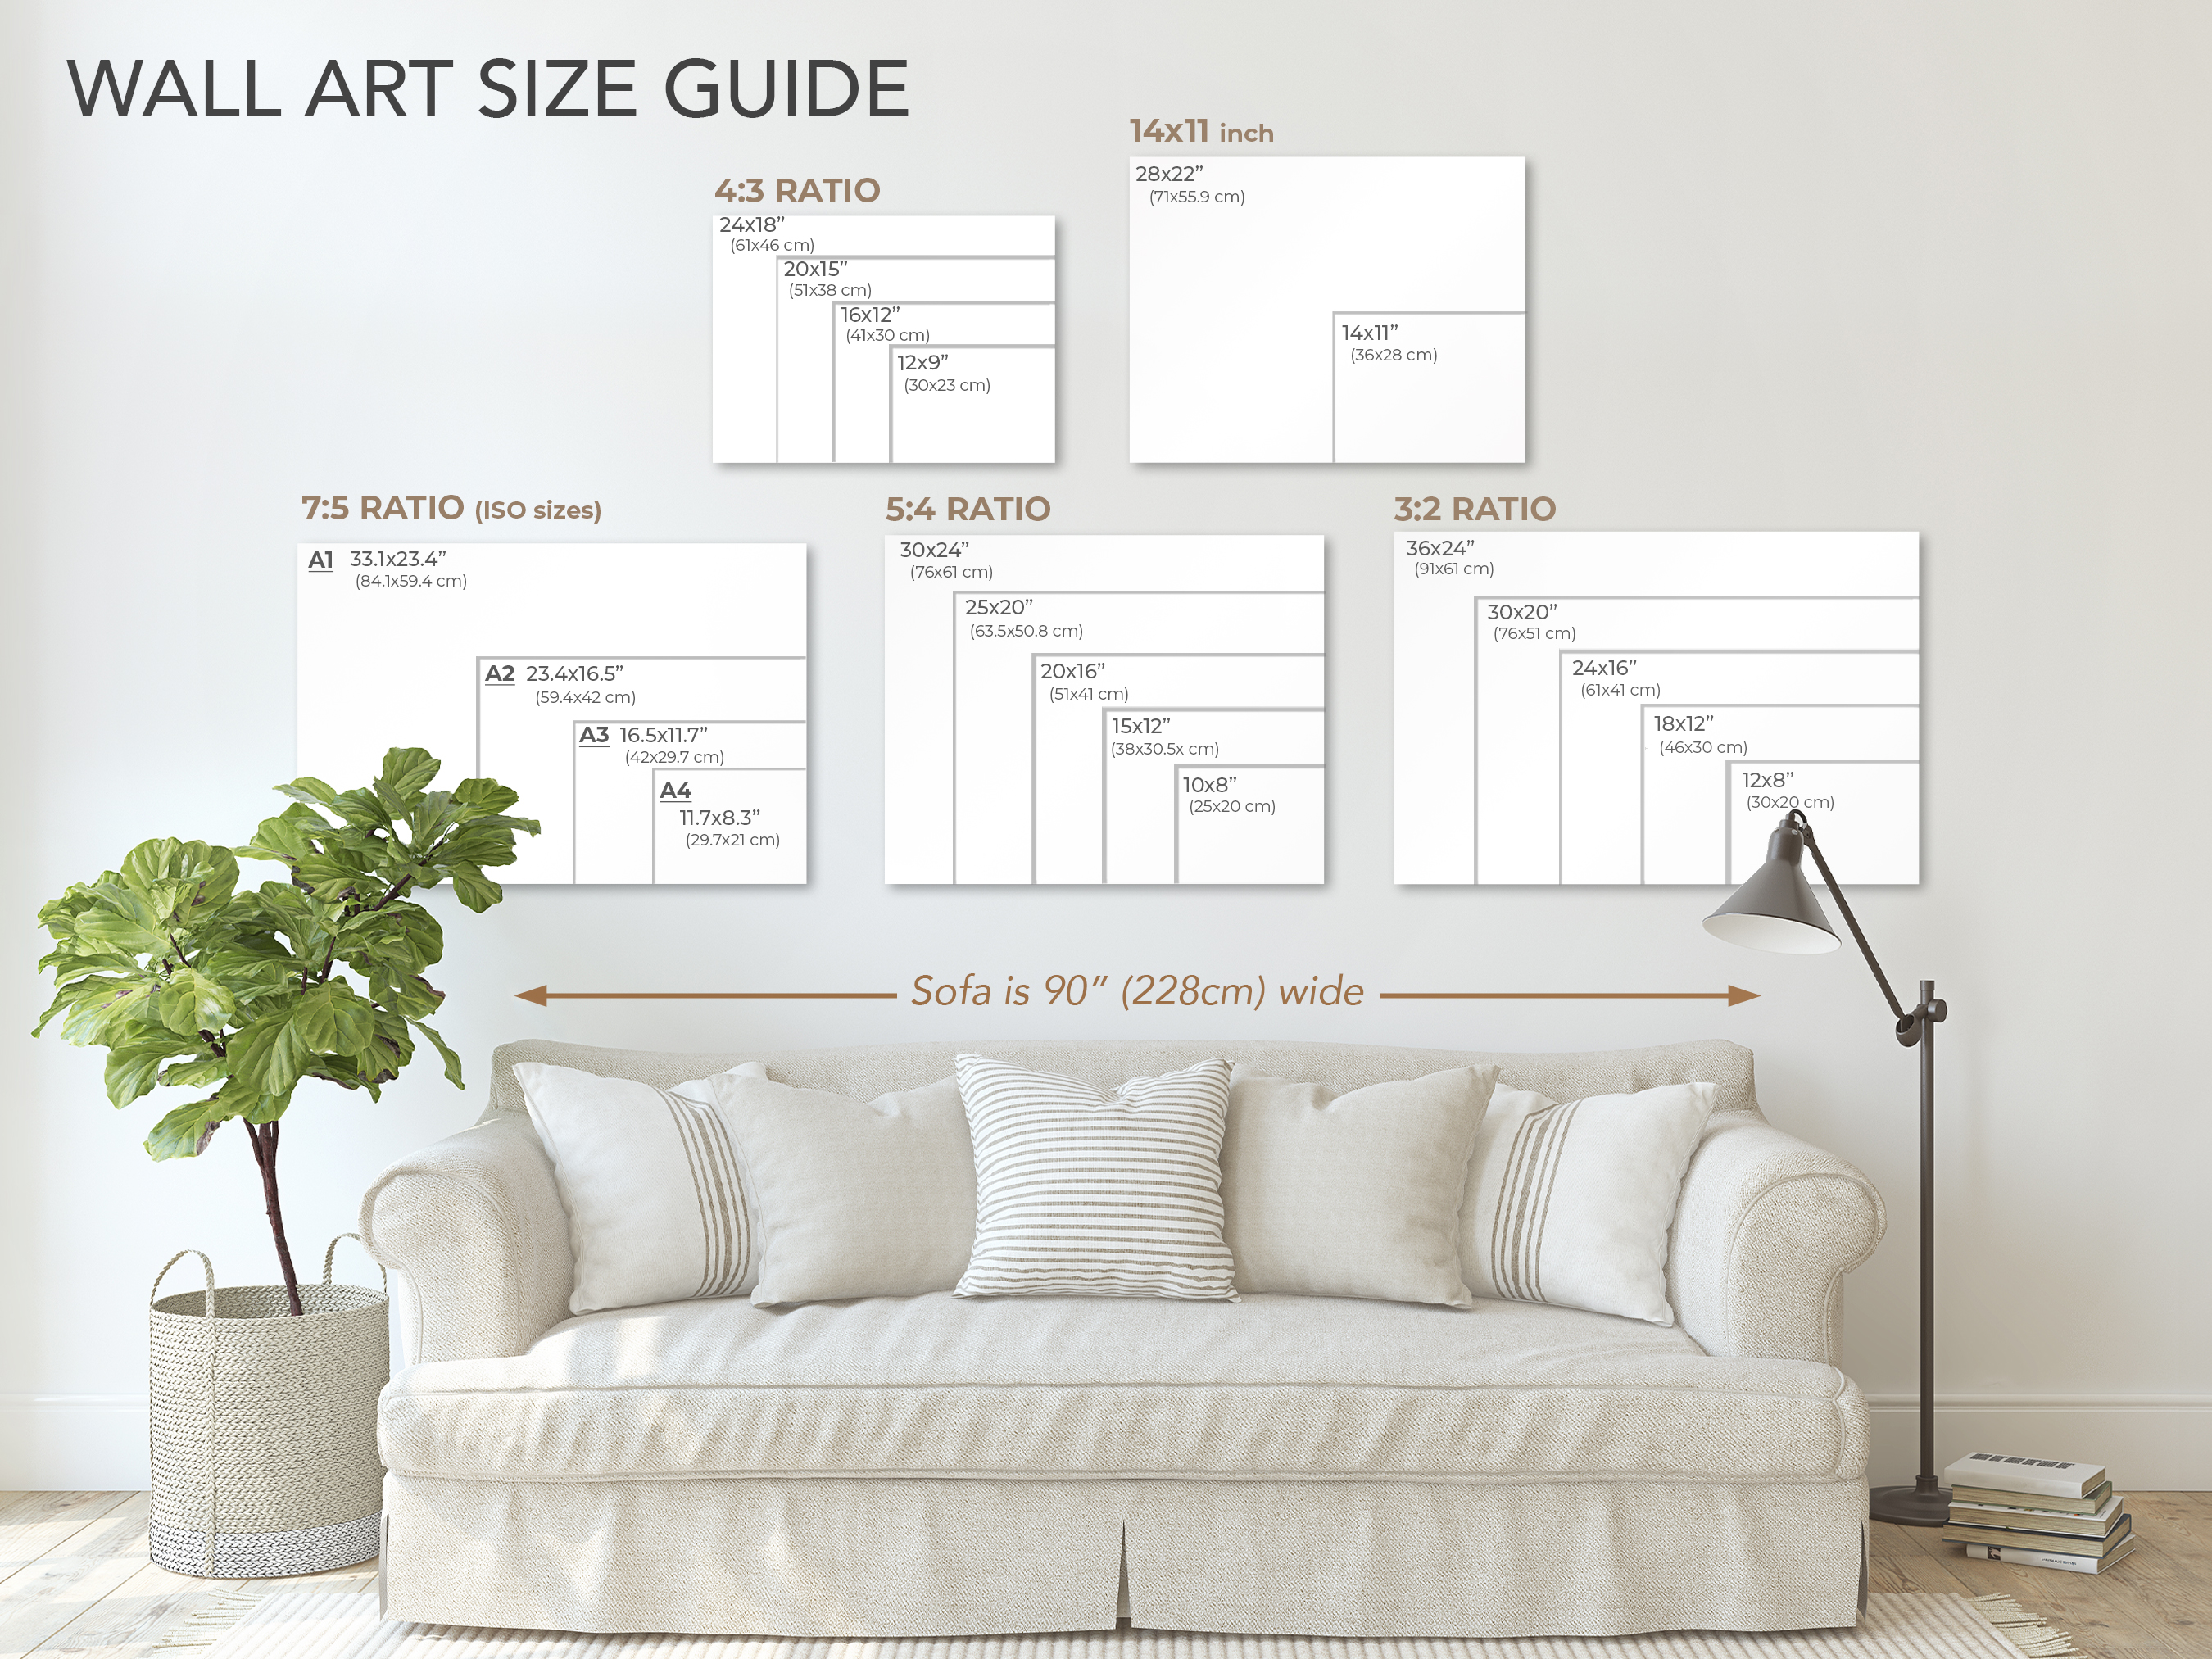 WALL ART SIZE GUIDE
14x11 inch
28x22”
(71x55.9 cm)
14x11”
(36x28 cm)
4:3 RATIO
24x18”
(61x46 cm)
20x15”
(51x38 cm)
16x12”
(41x30 cm)
12x9”
(30x23 cm)
7:5 RATIO (ISO sizes)
A1 33.1x23.4”
(84.1x59.4 cm)
A2 23.4x16.5”
(59.4x42 cm)
A3 16.5x11.7”
(42x29.7 cm)
A4
11.7x8.3”
(29.7x21 cm)
5:4 RATIO
30x24”
(76x61 cm)
25x20”
(63.5x50.8 cm)
20x16”
(51x41 cm)
15x12”
(38x30.5x cm)
10x8”
(25x20 cm)
3:2 RATIO
36x24”
(91x61 cm)
30x20”
(76x51 cm)
24x16”
(61x41 cm)
18x12”
(46x30 cm)
12x8”
(30x20 cm)
Sofa is 90” (228cm) wide